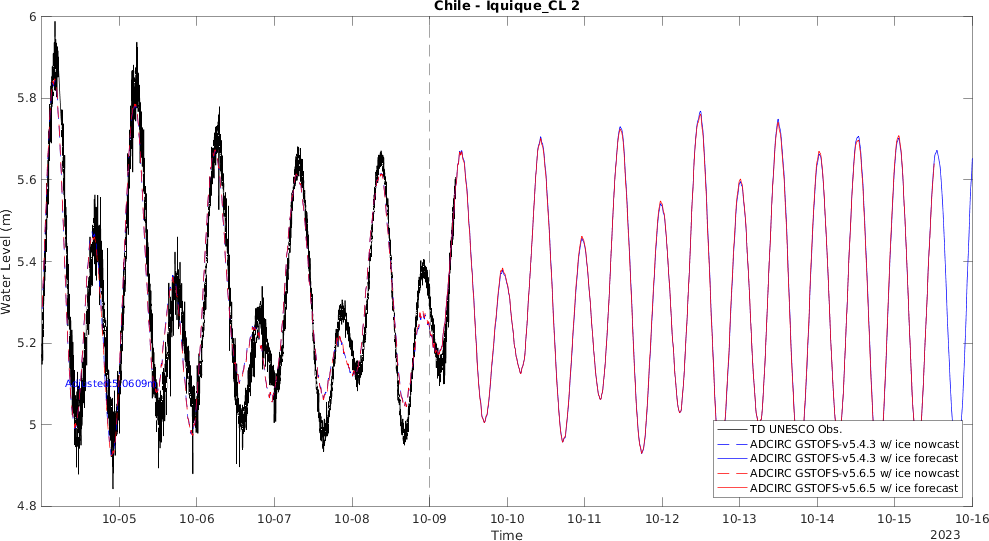 Chile - Iquique_CL 2
6
5.8
5.6
5.4
5.2
5
4.8
Water Level (m)
Adjusted:5.0609m
TD UNESCO Obs.
ADCIRC GSTOFS-v5.4.3 w/ ice nowcast
ADCIRC GSTOFS-v5.4.3 w/ ice forecast
ADCIRC GSTOFS-v5.6.5 w/ ice nowcast
ADCIRC GSTOFS-v5.6.5 w/ ice forecast
10-05 10-06 10-07 10-08 10-09 10-10 10-11 10-12 10-13 10-14 10-15 10-16
Time
2023